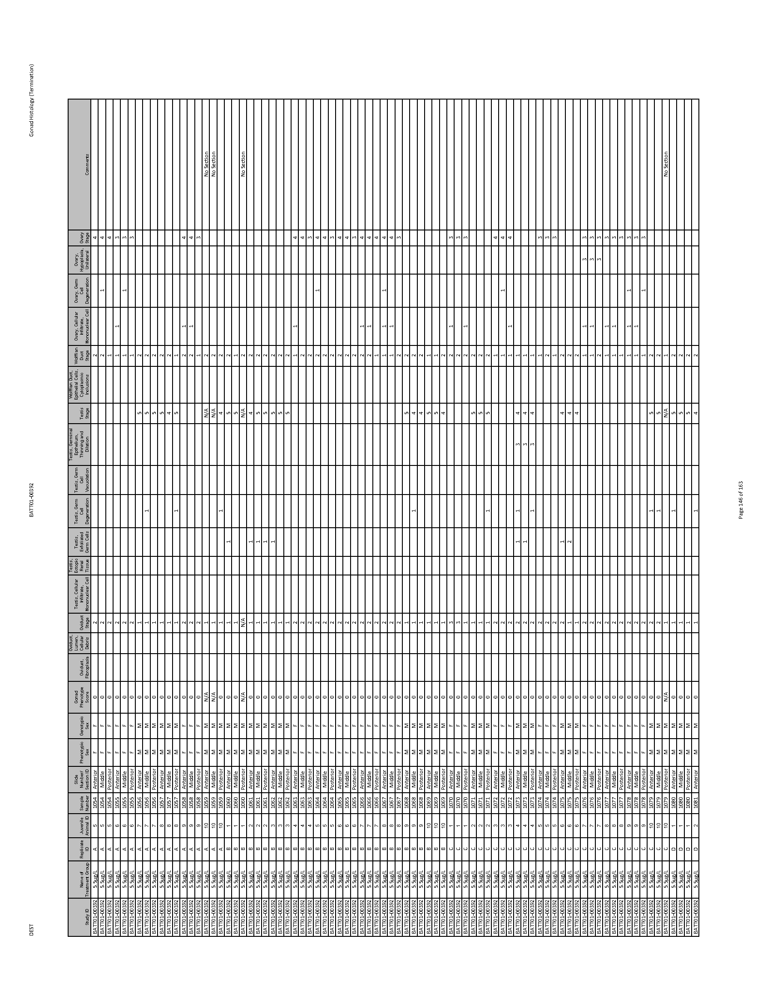 DEST BATT01-00392 Gonad Histology (Termination)
Study ID Name of Treatment Group Replicate ID Juvenile Animal ID Sample Number Slide Number/ Section ID Phenotypic Sex Genotypic Sex Gonad Phenotype Score Oviduct, Fibroplasia Oviduct, Lumen, Cellular Debris Oviduct Stage Testis, Cellular Infiltrate, Mononuclear Cell Testis, Ectopic Renal Tissue Testis, Exfoliated Germ Cells Testis, Germ Cell Degeneration Testis, Germ Cell Vacuolation Testis, Germinal Epthelium, Thinning and Dilation Testis Stage Wolffian Duct, Epithelial Cells, Cytoplasmic Inclusions Wolffian Duct Stage Ovary, Cellular Infiltrate, Mononuclear Cell Ovary, Germ Cell Degeneration Ovary, Hypoplasia, Unilateral Ovary Stage Comments
BATT01-00392 5.5µg/L A 5 1054 Anterior F F 0 2 2 4
BATT01-00392 5.5µg/L A 5 1054 Middle F F 0 2 2 1 4
BATT01-00392 5.5µg/L A 5 1054 Posterior F F 0 2 1 4
BATT01-00392 5.5µg/L A 6 1055 Anterior F F 0 2 1 1 3
BATT01-00392 5.5µg/L A 6 1055 Middle F F 0 2 1 1 3
BATT01-00392 5.5µg/L A 6 1055 Posterior F F 0 2 1 3
BATT01-00392 5.5µg/L A 7 1056 Anterior M M 0 1 5 2
BATT01-00392 5.5µg/L A 7 1056 Middle M M 0 1 1 5 2
BATT01-00392 5.5µg/L A 7 1056 Posterior M M 0 1 5 2
BATT01-00392 5.5µg/L A 8 1057 Anterior M M 0 1 5 2
BATT01-00392 5.5µg/L A 8 1057 Middle M M 0 1 4 2
BATT01-00392 5.5µg/L A 8 1057 Posterior M M 0 1 1 5 1
BATT01-00392 5.5µg/L A 9 1058 Anterior F F 0 2 2 1 4
BATT01-00392 5.5µg/L A 9 1058 Middle F F 0 2 2 1 4
BATT01-00392 5.5µg/L A 9 1058 Posterior F F 0 2 1 3
BATT01-00392 5.5µg/L A 10 1059 Anterior M M N/A 1 N/A 2 No Section
BATT01-00392 5.5µg/L A 10 1059 Middle M M N/A 1 N/A 2 No Section
BATT01-00392 5.5µg/L A 10 1059 Posterior M M 0 1 1 4 2
BATT01-00392 5.5µg/L B 1 1060 Anterior M M 0 1 1 5 2
BATT01-00392 5.5µg/L B 1 1060 Middle M M 0 1 5 1
BATT01-00392 5.5µg/L B 1 1060 Posterior M M N/A N/A N/A 2 No Section
BATT01-00392 5.5µg/L B 2 1061 Anterior M M 0 1 1 4 2
BATT01-00392 5.5µg/L B 2 1061 Middle M M 0 1 1 5 2
BATT01-00392 5.5µg/L B 2 1061 Posterior M M 0 1 1 5 2
BATT01-00392 5.5µg/L B 3 1062 Anterior M M 0 1 1 5 2
BATT01-00392 5.5µg/L B 3 1062 Middle M M 0 1 5 2
BATT01-00392 5.5µg/L B 3 1062 Posterior M M 0 1 5 2
BATT01-00392 5.5µg/L B 4 1063 Anterior F F 0 2 1 1 4
BATT01-00392 5.5µg/L B 4 1063 Middle F F 0 2 2 4
BATT01-00392 5.5µg/L B 4 1063 Posterior F F 0 2 2 3
BATT01-00392 5.5µg/L B 5 1064 Anterior F F 0 2 2 1 4
BATT01-00392 5.5µg/L B 5 1064 Middle F F 0 2 2 4
BATT01-00392 5.5µg/L B 5 1064 Posterior F F 0 2 2 3
BATT01-00392 5.5µg/L B 6 1065 Anterior F F 0 2 2 4
BATT01-00392 5.5µg/L B 6 1065 Middle F F 0 2 2 4
BATT01-00392 5.5µg/L B 6 1065 Posterior F F 0 2 2 3
BATT01-00392 5.5µg/L B 7 1066 Anterior F F 0 2 2 1 4
BATT01-00392 5.5µg/L B 7 1066 Middle F F 0 2 2 1 4
BATT01-00392 5.5µg/L B 7 1066 Posterior F F 0 2 1 4
BATT01-00392 5.5µg/L B 8 1067 Anterior F F 0 2 1 1 1 4
BATT01-00392 5.5µg/L B 8 1067 Middle F F 0 2 1 1 4
BATT01-00392 5.5µg/L B 8 1067 Posterior F F 0 2 2 3
BATT01-00392 5.5µg/L B 9 1068 Anterior M M 0 1 5 2
BATT01-00392 5.5µg/L B 9 1068 Middle M M 0 1 1 4 2
BATT01-00392 5.5µg/L B 9 1068 Posterior M M 0 1 4 2
BATT01-00392 5.5µg/L B 10 1069 Anterior M M 0 1 5 1
BATT01-00392 5.5µg/L B 10 1069 Middle M M 0 1 5 1
BATT01-00392 5.5µg/L B 10 1069 Posterior M M 0 1 4 2
BATT01-00392 5.5µg/L C 1 1070 Anterior F F 0 3 2 1 3
BATT01-00392 5.5µg/L C 1 1070 Middle F F 0 3 2 3
BATT01-00392 5.5µg/L C 1 1070 Posterior F F 0 1 2 1 3
BATT01-00392 5.5µg/L C 2 1071 Anterior M M 0 1 5 2
BATT01-00392 5.5µg/L C 2 1071 Middle M M 0 1 5 2
BATT01-00392 5.5µg/L C 2 1071 Posterior M M 0 1 1 5 2
BATT01-00392 5.5µg/L C 3 1072 Anterior F F 0 2 1 4
BATT01-00392 5.5µg/L C 3 1072 Middle F F 0 2 1 1 4
BATT01-00392 5.5µg/L C 3 1072 Posterior F F 0 2 1 1 4
BATT01-00392 5.5µg/L C 4 1073 Anterior M M 0 2 1 1 3 4 1
BATT01-00392 5.5µg/L C 4 1073 Middle M M 0 2 1 3 4 1
BATT01-00392 5.5µg/L C 4 1073 Posterior M M 0 2 1 3 4 1
BATT01-00392 5.5µg/L C 5 1074 Anterior F F 0 2 1 3
BATT01-00392 5.5µg/L C 5 1074 Middle F F 0 2 2 3
BATT01-00392 5.5µg/L C 5 1074 Posterior F F 0 2 1 3
BATT01-00392 5.5µg/L C 6 1075 Anterior M M 0 2 1 4 2
BATT01-00392 5.5µg/L C 6 1075 Middle M M 0 1 2 4 2
BATT01-00392 5.5µg/L C 6 1075 Posterior M M 0 1 4 2
BATT01-00392 5.5µg/L C 7 1076 Anterior F F 0 2 1 1 3 3
BATT01-00392 5.5µg/L C 7 1076 Middle F F 0 2 1 1 3 3
BATT01-00392 5.5µg/L C 7 1076 Posterior F F 0 2 2 3 3
BATT01-00392 5.5µg/L C 8 1077 Anterior F F 0 2 1 1 3
BATT01-00392 5.5µg/L C 8 1077 Middle F F 0 2 1 1 3
BATT01-00392 5.5µg/L C 8 1077 Posterior F F 0 2 1 3
BATT01-00392 5.5µg/L C 9 1078 Anterior F F 0 2 1 1 1 3
BATT01-00392 5.5µg/L C 9 1078 Middle F F 0 2 1 1 3
BATT01-00392 5.5µg/L C 9 1078 Posterior F F 0 2 1 1 3
BATT01-00392 5.5µg/L C 10 1079 Anterior M M 0 2 1 5 2
BATT01-00392 5.5µg/L C 10 1079 Middle M M 0 2 1 5 2
BATT01-00392 5.5µg/L C 10 1079 Posterior M M N/A 1 N/A 1 No Section
BATT01-00392 5.5µg/L D 1 1080 Anterior M M 0 1 1 5 2
BATT01-00392 5.5µg/L D 1 1080 Middle M M 0 1 5 2
BATT01-00392 5.5µg/L D 1 1080 Posterior M M 0 1 5 2
BATT01-00392 5.5µg/L D 2 1081 Anterior M M 0 1 1 4 2
Page 146 of 163